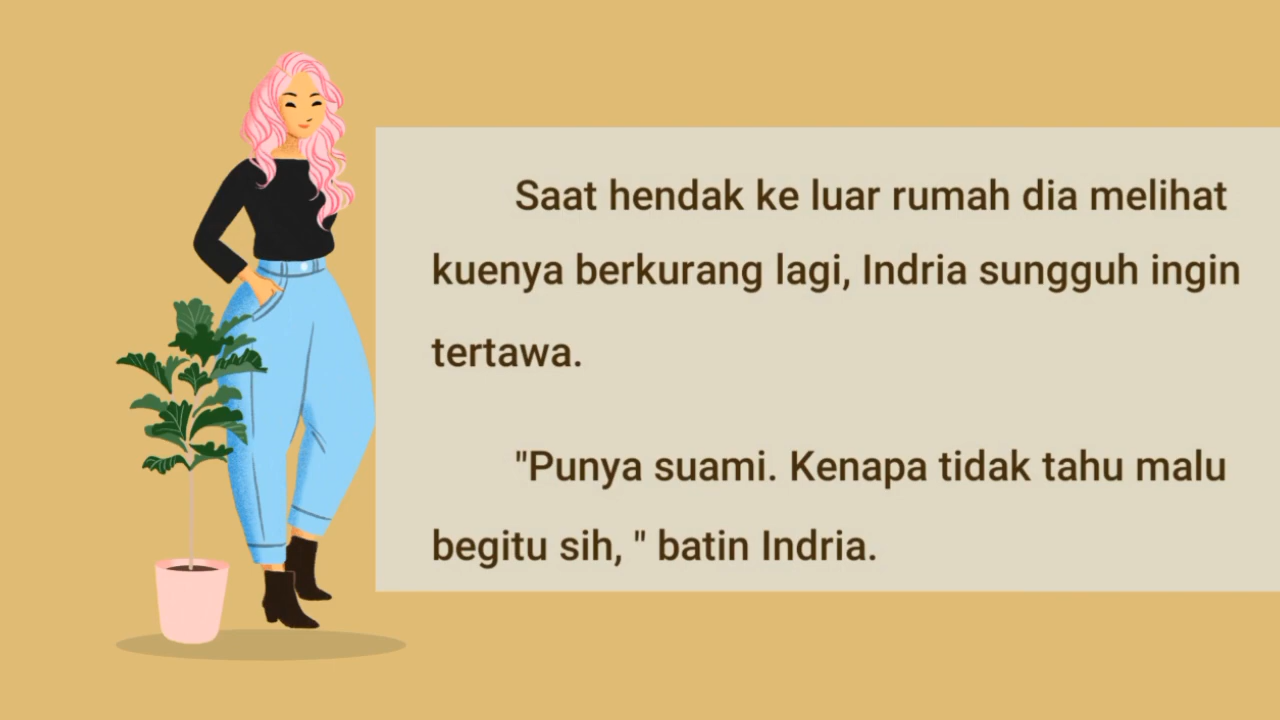 Saat hendak ke luar rumah dia melihat
kuenya berkurang lagi, Indria sungguh ingin
tertawa.
"Punya suami. Kenapa tidak tahu malu
begitu sih, " batin Indria.